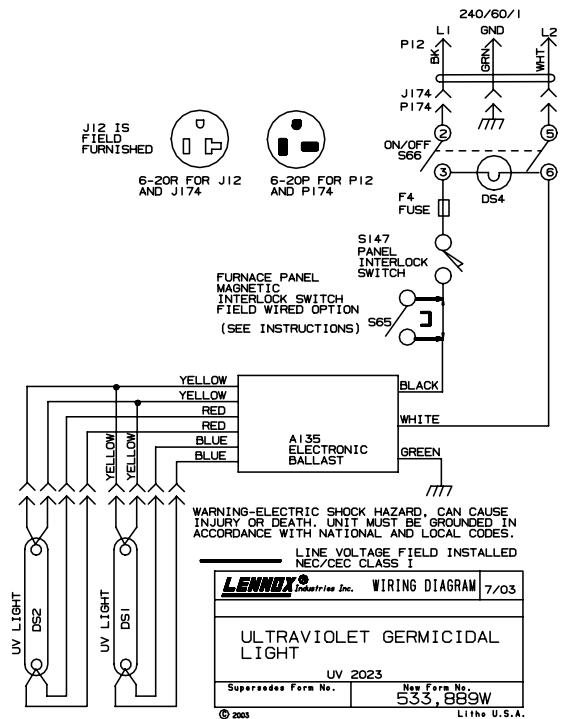 240/60/1
L1 GND L2
P12
BK GRN WHT
J174
P174
J12 IS
FIELD
FURNISHED
6-20R FOR J12
AND J174
6-20P FOR P12
AND P174
2 5
ON/OFF
S66
3 6
DS4
F4
FUSE
S147
PANEL
INTERLOCK
SWITCH
FURNACE PANEL
MAGNETIC
INTERLOCK SWITCH
FIELD WIRED OPTION
(SEE INSTRUCTIONS)
S65
YELLOW
YELLOW
RED
RED
BLUE
BLUE
YELLOW
YELLOW
BLACK
WHITE
GREEN
A135
ELECTRONIC
BALLAST
WARNING-ELECTRIC SHOCK HAZARD, CAN CAUSE
INJURY OR DEATH. UNIT MUST BE GROUNDED IN
ACCORDANCE WITH NATIONAL AND LOCAL CODES.
LINE VOLTAGE FIELD INSTALLED
NEC/CEC CLASS I
UV LIGHT
DS2
UV LIGHT
DS1
LENNOX® Industries Inc. WIRING DIAGRAM 7/03
ULTRAVIOLET GERMICIDAL
LIGHT
UV 2023
Supersedes Form No. New Form No.
533,889W
© 2003 Litho U.S.A.